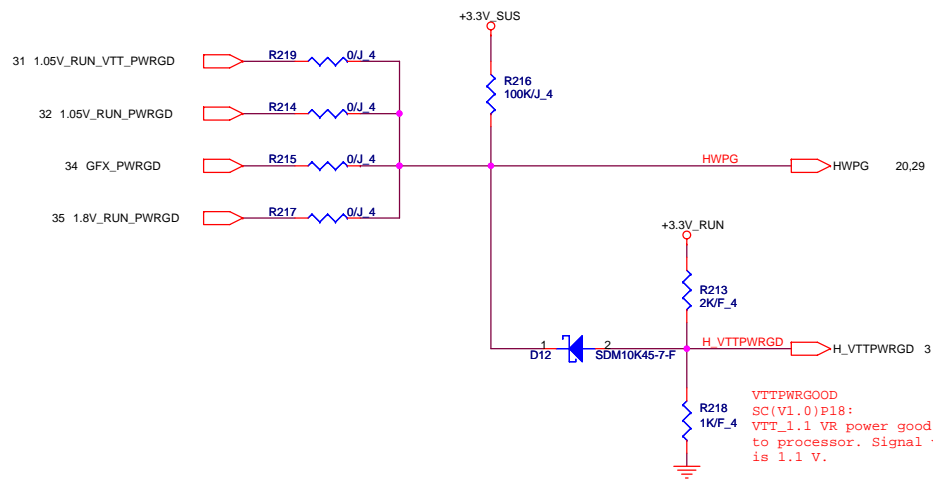 +3.3V_SUS
31 1.05V_RUN_VTT_PWRGD R219 0/J_4
R216
100K/J_4
32 1.05V_RUN_PWRGD R214 0/J_4
34 GFX_PWRGD R215 0/J_4 HWPG HWPG 20,29
35 1.8V_RUN_PWRGD R217 0/J_4
+3.3V_RUN
R213
2K/F_4
1 2 H_VTTPWRGD H_VTTPWRGD 3
D12 SDM10K45-7-F
R218
1K/F_4
VTTPWRGOOD
SC(V1.0)P18:
VTT_1.1 VR power good
to processor. Signal
is 1.1 V.